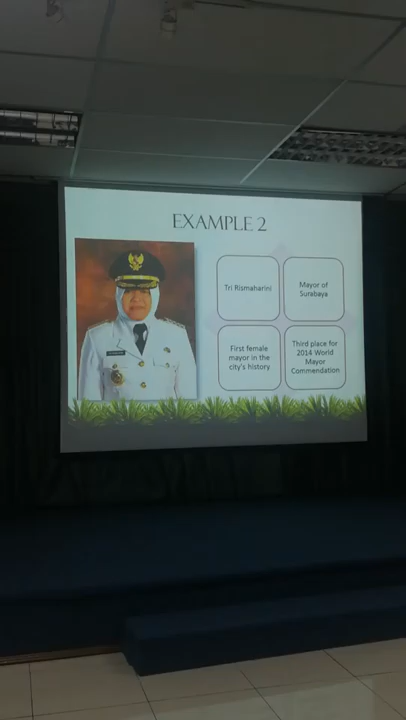 EXAMPLE 2
Tri Rismaharini
Mayor of
Surabaya
First female
mayor in the
city's history
Third place for
2014 World
Mayor
Commendation